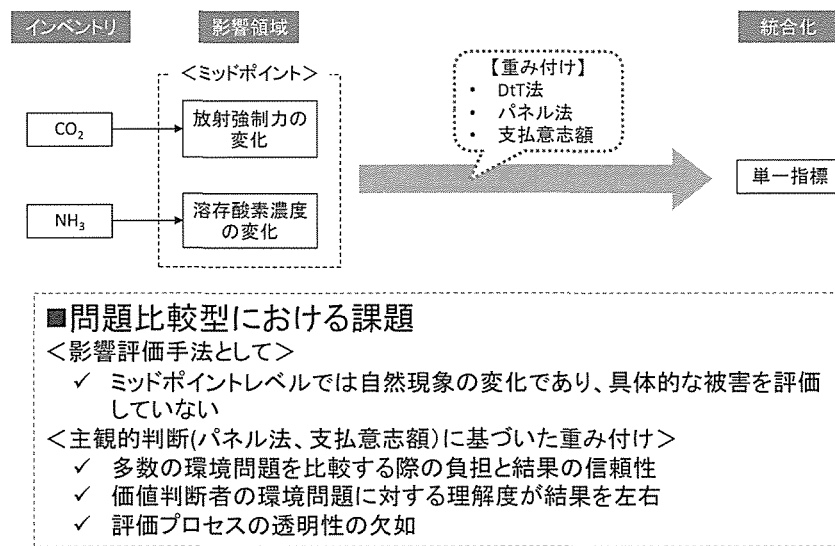 インベントリ
影響領域
統合化
<ミッドポイント>
【重み付け】
・ DtT法
・ パネル法
・ 支払意志額
CO₂
放射強制力の
変化
単一指標
NH₃
溶存酸素濃度
の変化
■問題比較型における課題
<影響評価手法として>
✓ ミッドポイントレベルでは自然現象の変化であり、具体的な被害を評価
していない
<主観的判断(パネル法、支払意志額)に基づいた重み付け>
✓ 多数の環境問題を比較する際の負担と結果の信頼性
✓ 価値判断者の環境問題に対する理解度が結果を左右
✓ 評価プロセスの透明性の欠如